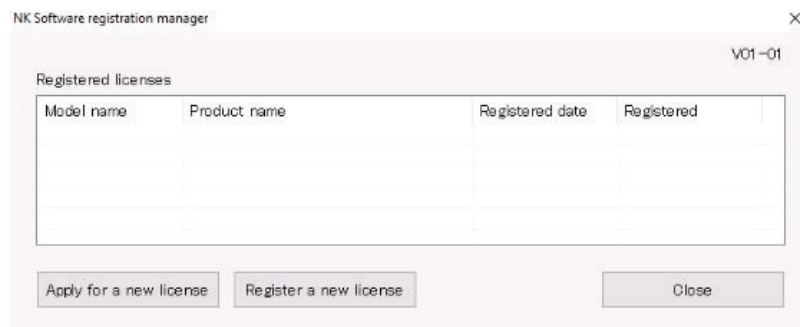 NK Software registration manager
V01-01
Registered licenses
Model name Product name Registered date Registered
Apply for a new license Register a new license Close